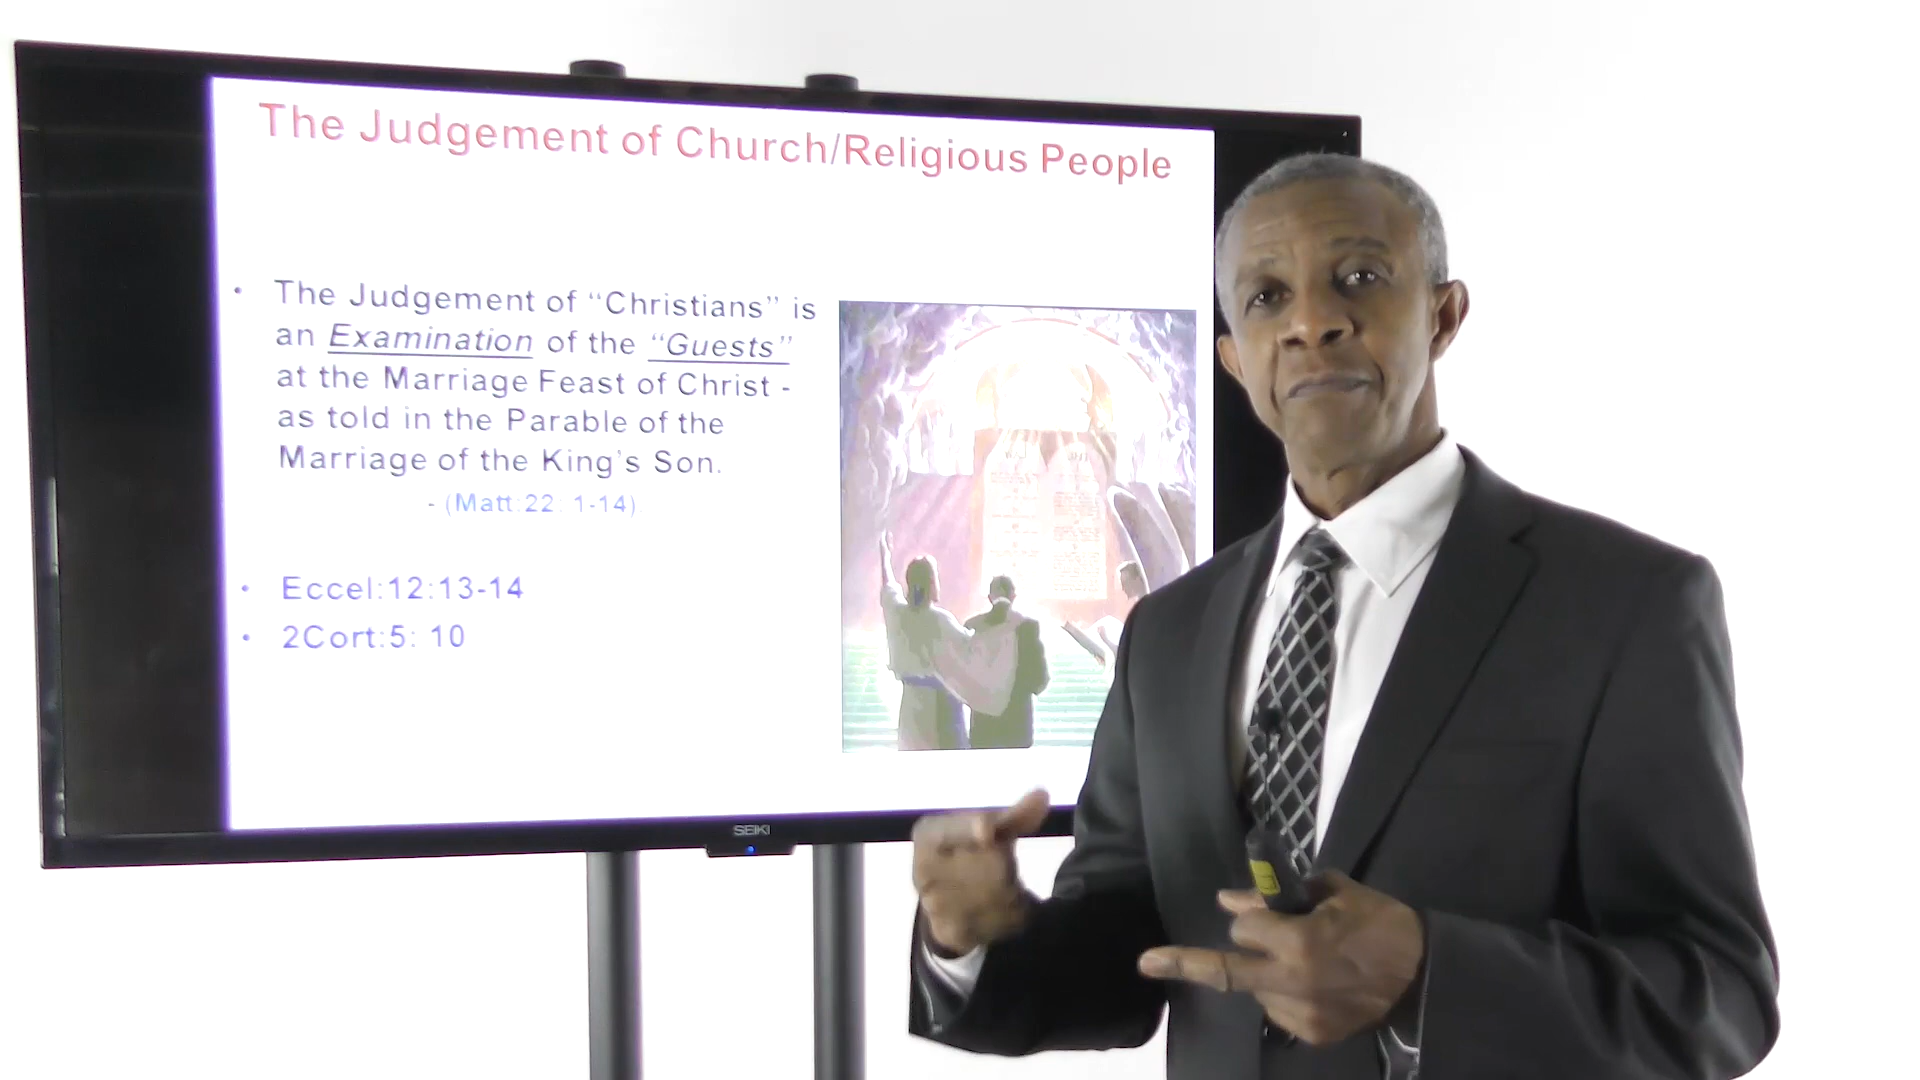 The Judgement of Church/Religious People
• The Judgement of “Christians” is
an Examination of the “Guests”
at the Marriage Feast of Christ -
as told in the Parable of the
Marriage of the King’s Son.
- (Matt:22: 1-14).
• Eccel:12:13-14
• 2Cort:5: 10
SEIKI